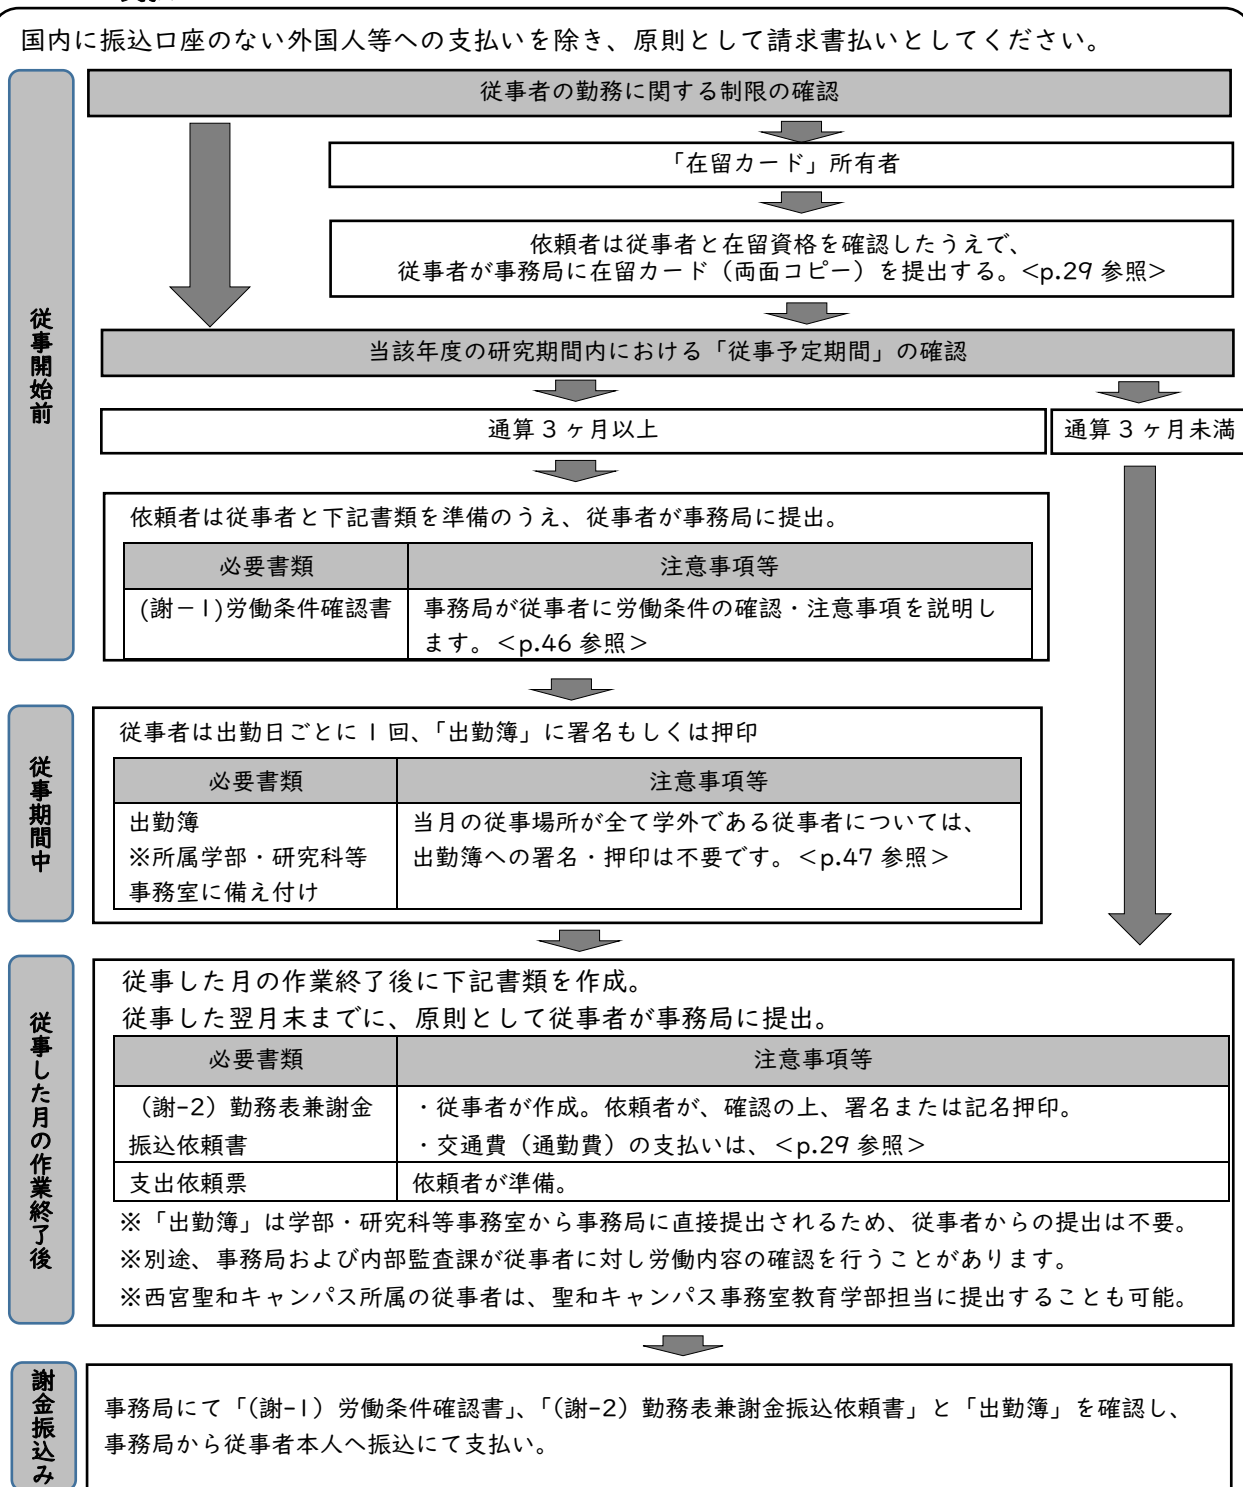 国内に振込口座のない外国人等への支払いを除き、原則として請求書払いとしてください。
従事開始前
従事者の勤務に関する制限の確認
「在留カード」所有者
依頼者は従事者と在留資格を確認したうえで、
従事者が事務局に在留カード（両面コピー）を提出する。＜p.29 参照＞
当該年度の研究期間内における「従事予定期間」の確認
通算 3 ヶ月以上
通算 3 ヶ月未満
依頼者は従事者と下記書類を準備のうえ、従事者が事務局に提出。
必要書類
注意事項等
(謝－1)労働条件確認書
事務局が従事者に労働条件の確認・注意事項を説明し
ます。＜p.46 参照＞
従事期間中
従事者は出勤日ごとに 1 回、「出勤簿」に署名もしくは押印
必要書類
注意事項等
出勤簿
※所属学部・研究科等
事務室に備え付け
当月の従事場所が全て学外である従事者については、
出勤簿への署名・押印は不要です。＜p.47 参照＞
従事した月の作業終了後
従事した月の作業終了後に下記書類を作成。
従事した翌月末までに、原則として従事者が事務局に提出。
必要書類
注意事項等
（謝-2）勤務表兼謝金
振込依頼書
・従事者が作成。依頼者が、確認の上、署名または記名押印。
・交通費（通勤費）の支払いは、＜p.29 参照＞
支出依頼票
依頼者が準備。
※「出勤簿」は学部・研究科等事務室から事務局に直接提出されるため、従事者からの提出は不要。
※別途、事務局および内部監査課が従事者に対し労働内容の確認を行うことがあります。
※西宮聖和キャンパス所属の従事者は、聖和キャンパス事務室教育学部担当に提出することも可能。
謝金振込み
事務局にて「(謝-1）労働条件確認書」、「(謝-2）勤務表兼謝金振込依頼書」と「出勤簿」を確認し、
事務局から従事者本人へ振込にて支払い。